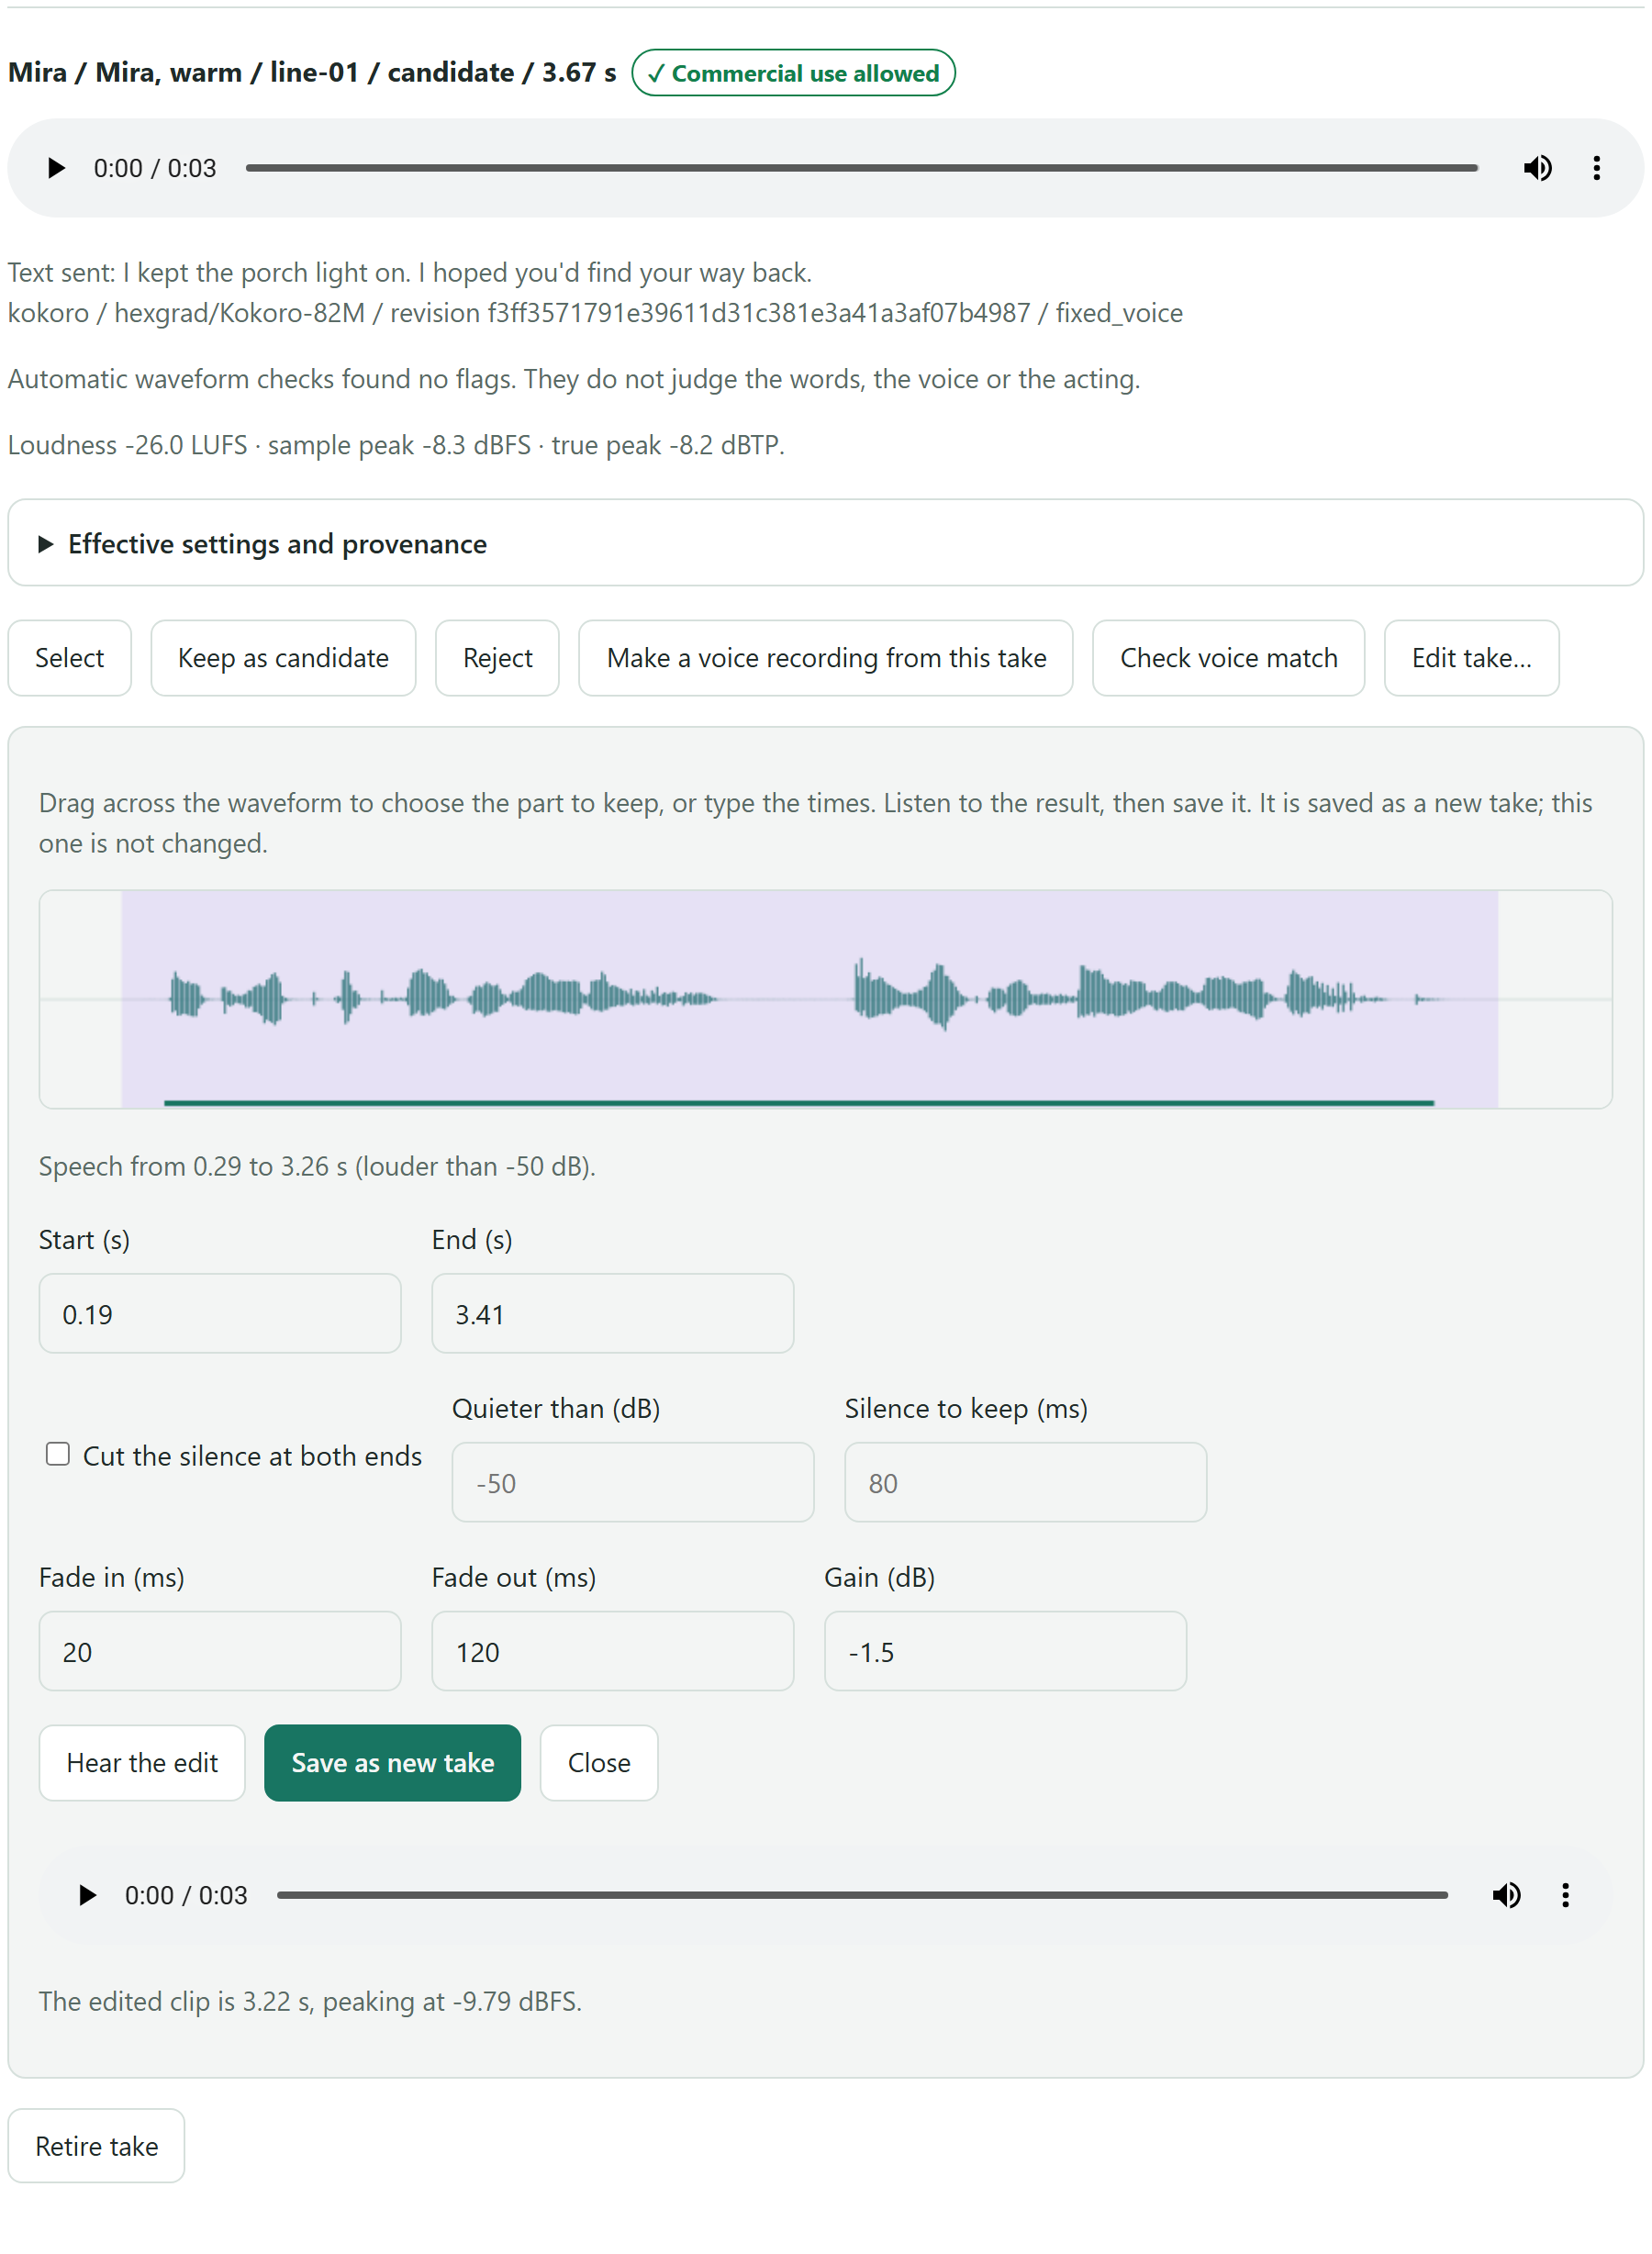 Mira / Mira, warm / line-01 / candidate / 3.67 s ✓ Commercial use allowed
0:00 / 0:03
Text sent: I kept the porch light on. I hoped you'd find your way back.
kokoro / hexgrad/Kokoro-82M / revision f3ff3571791e39611d31c381e3a41a3af07b4987 / fixed_voice
Automatic waveform checks found no flags. They do not judge the words, the voice or the acting.
Loudness -26.0 LUFS · sample peak -8.3 dBFS · true peak -8.2 dBTP.
Effective settings and provenance
Select Keep as candidate Reject Make a voice recording from this take Check voice match Edit take...
Drag across the waveform to choose the part to keep, or type the times. Listen to the result, then save it. It is saved as a new take; this
one is not changed.
Speech from 0.29 to 3.26 s (louder than -50 dB).
Start (s) End (s)
0.19 3.41
Quieter than (dB) Silence to keep (ms)
Cut the silence at both ends -50 80
Fade in (ms) Fade out (ms) Gain (dB)
20 120 -1.5
Hear the edit Save as new take Close
0:00 / 0:03
The edited clip is 3.22 s, peaking at -9.79 dBFS.
Retire take